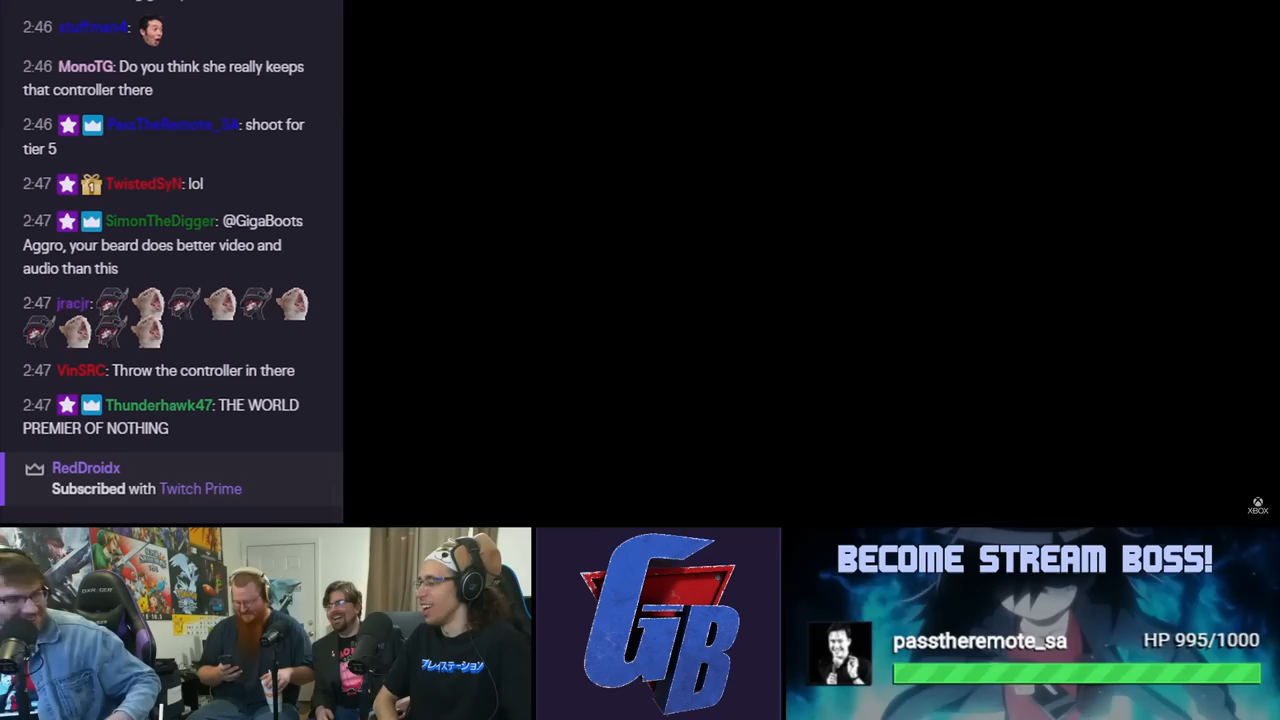 2:46 stuffman4:
2:46 MonoTG: Do you think she really keeps
that controller there
2:46 PassTheRemote_SA: shoot for
tier 5
2:47 1 TwistedSyN: lol
2:47 SimonTheDigger: @GigaBoots
Aggro, your beard does better video and
audio than this
2:47 jracjr:
2:47 VinSRC: Throw the controller in there
2:47 Thunderhawk47: THE WORLD
PREMIER OF NOTHING
RedDroidx
Subscribed with Twitch Prime
XBOX
プレイステーション
GB
BECOME STREAM BOSS!
passtheremote_sa HP 995/1000